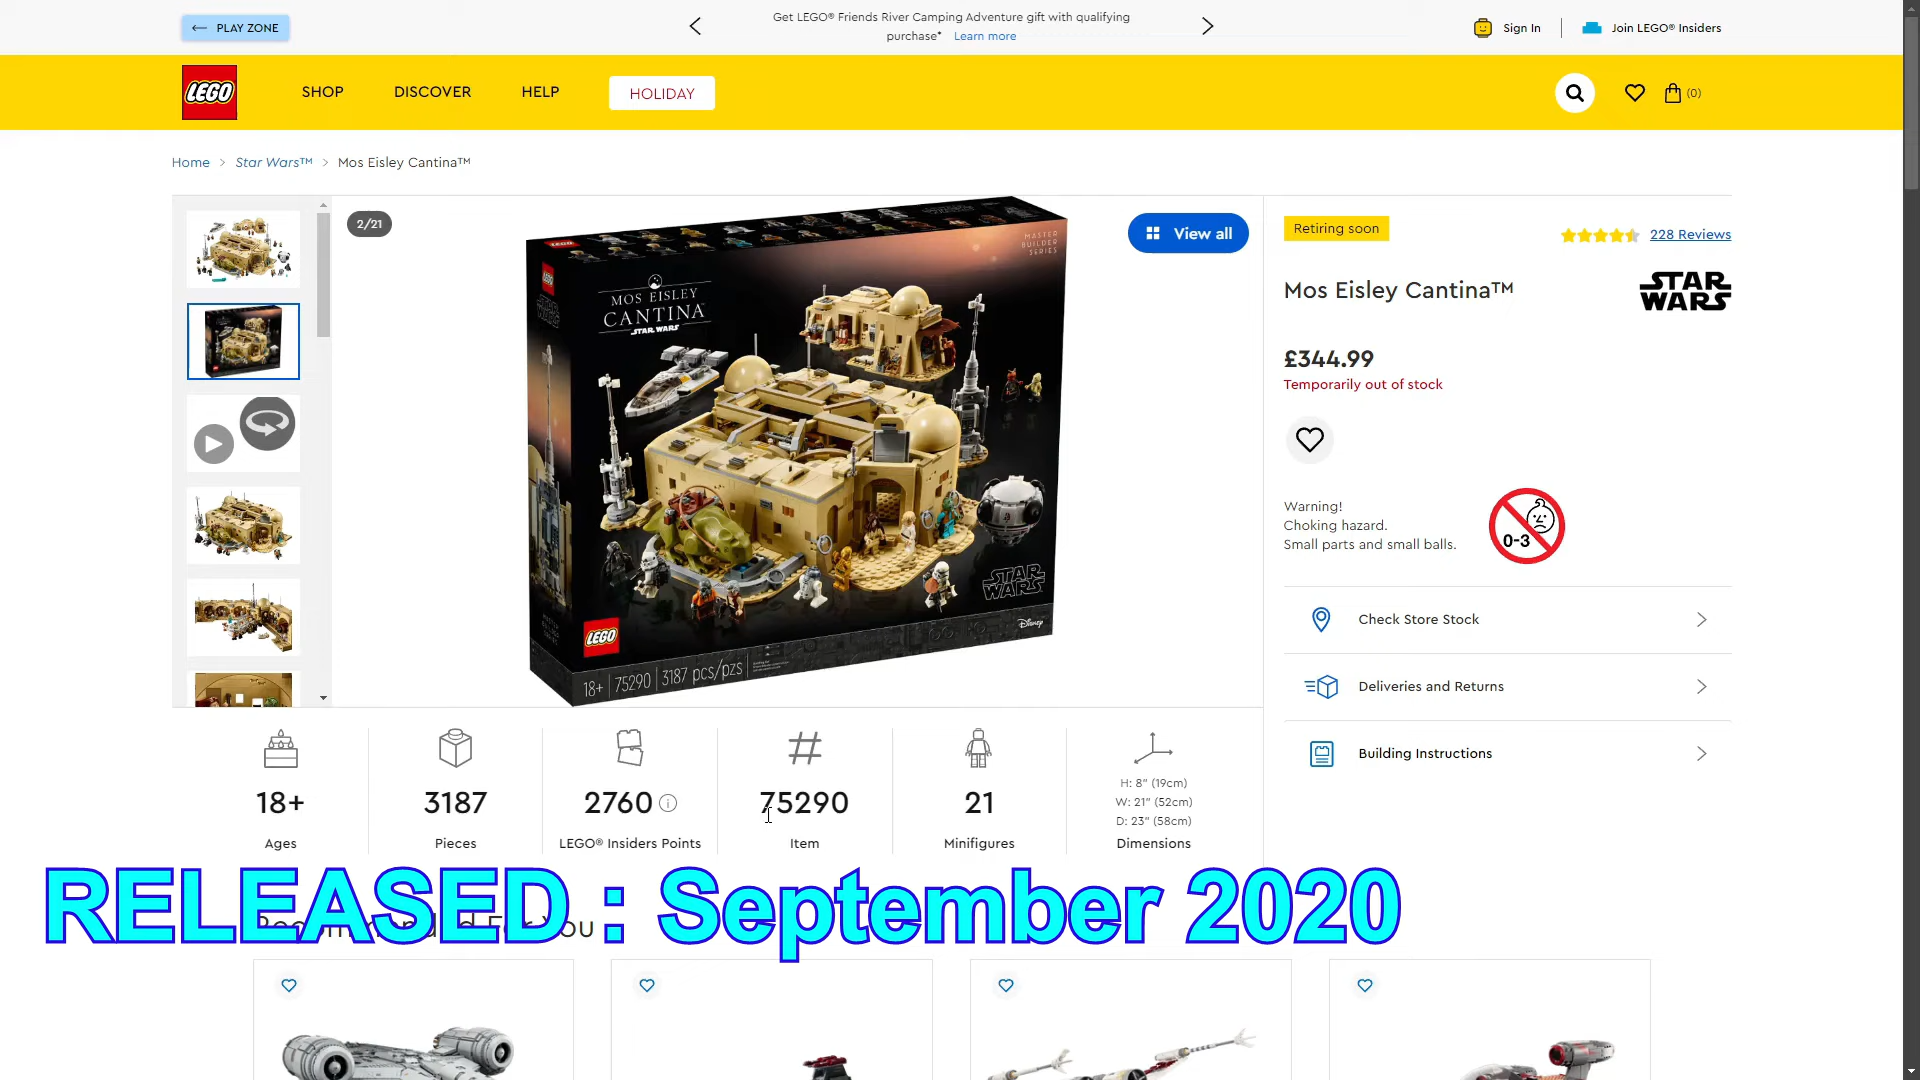 PLAY ZONE
Get LEGO® Friends River Camping Adventure gift with qualifying
purchase* Learn more
Sign In
Join LEGO® Insiders
LEGO
SHOP
DISCOVER
HELP
HOLIDAY
(0)
Home > Star Wars™ > Mos Eisley Cantina™
2/21
View all
MASTER
BUILDER
SERIES
LEGO
MOS EISLEY
CANTINA
STAR WARS
STAR
WARS
Disney
LEGO
18+ 75290 3187 pcs/pzs
Retiring soon
228 Reviews
Mos Eisley Cantina™
STAR
WARS
£344.99
Temporarily out of stock
Warning!
Choking hazard.
Small parts and small balls.
0-3
Check Store Stock
Deliveries and Returns
Building Instructions
18+
Ages
3187
Pieces
2760
LEGO® Insiders Points
75290
Item
21
Minifigures
H: 8" (19cm)
W: 21" (52cm)
D: 23" (58cm)
Dimensions
RELEASED : September 2020
Recommended For You